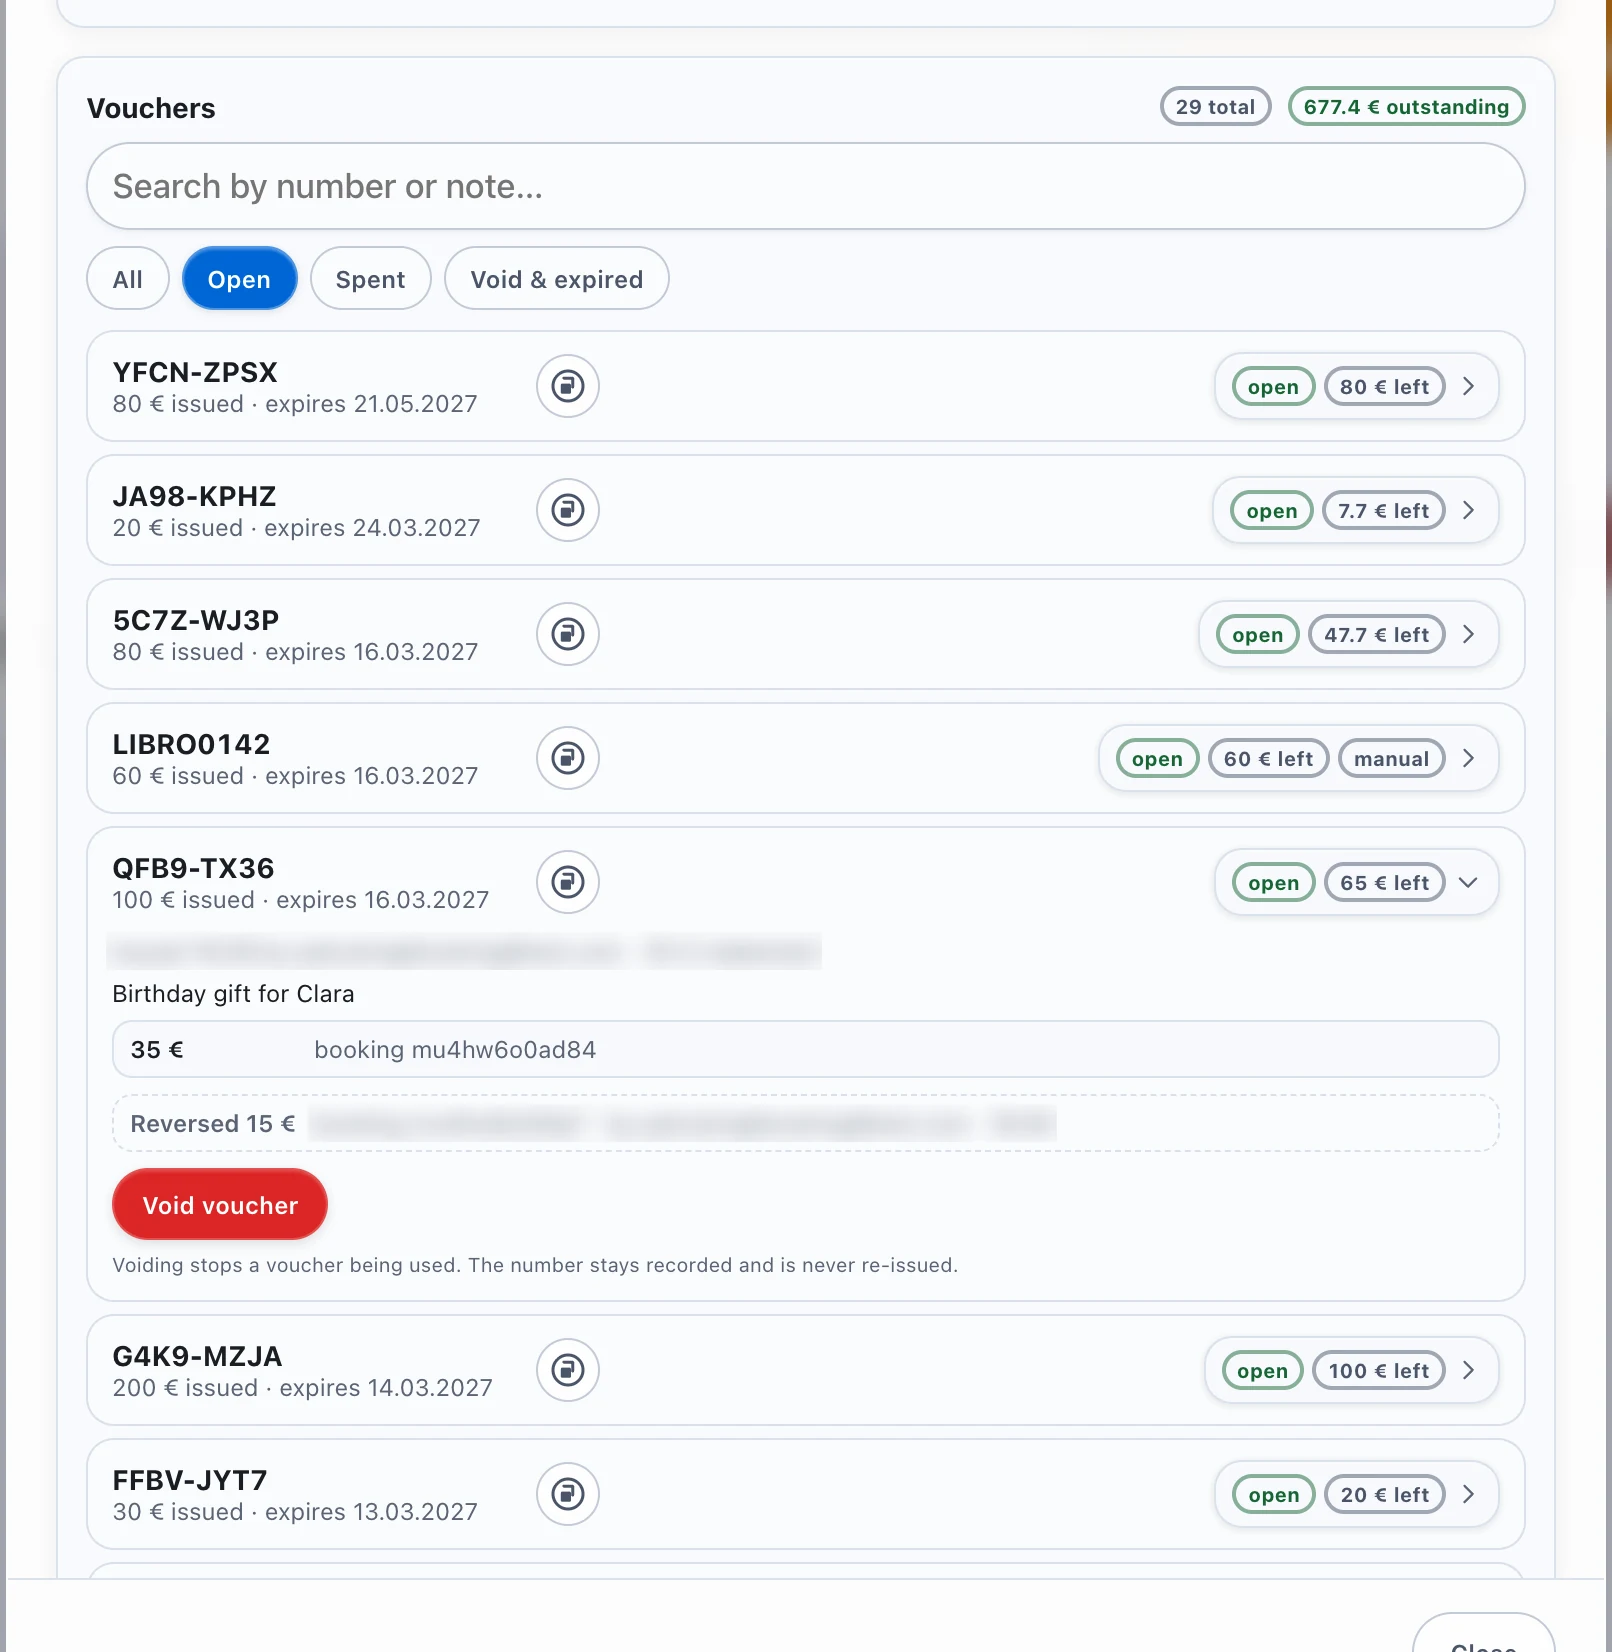 Vouchers
29 total
677.4 € outstanding
Search by number or note...
All
Open
Spent
Void & expired
YFCN-ZPSX
80 € issued · expires 21.05.2027
open
80 € left
JA98-KPHZ
20 € issued · expires 24.03.2027
open
7.7 € left
5C7Z-WJ3P
80 € issued · expires 16.03.2027
open
47.7 € left
LIBRO0142
60 € issued · expires 16.03.2027
open
60 € left
manual
QFB9-TX36
100 € issued · expires 16.03.2027
open
65 € left
Birthday gift for Clara
35 €
booking mu4hw6o0ad84
Reversed 15 €
Void voucher
Voiding stops a voucher being used. The number stays recorded and is never re-issued.
G4K9-MZJA
200 € issued · expires 14.03.2027
open
100 € left
FFBV-JYT7
30 € issued · expires 13.03.2027
open
20 € left